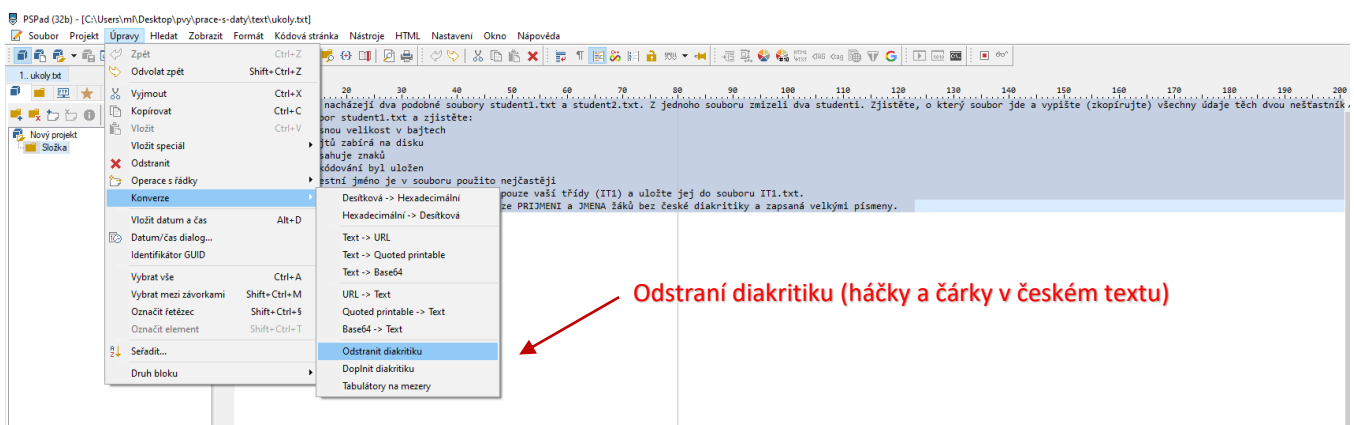 PSPad (32b) - [C:\Users\ml\Desktop\pvy\prace-s-daty\text\ukoly.txt]
Soubor Projekt Úpravy Hledat Zobrazit Formát Kódová stránka Nástroje HTML Nastavení Okno Nápověda
1.. ukoly.txt
Nový projekt
Složka
Zpět Ctrl+Z
Odvolat zpět Shift+Ctrl+Z
Vyjmout Ctrl+X
Kopírovat Ctrl+C
Vložit Ctrl+V
Vložit speciál
Odstranit
Operace s řádky
Konverze
Vložit datum a čas Alt+D
Datum/čas dialog...
Identifikátor GUID
Vybrat vše Ctrl+A
Vybrat mezi závorkami Shift+Ctrl+M
Označit řetězec Shift+Ctrl+§
Označit element Shift+Ctrl+T
Seřadit...
Druh bloku
Desítková -> Hexadecimální
Hexadecimální -> Desítková
Text -> URL
Text -> Quoted printable
Text -> Base64
URL -> Text
Quoted printable -> Text
Base64 -> Text
Odstranit diakritiku
Doplnit diakritiku
Tabulátory na mezery
20 30 40 50 60 70 80 90 100 110 120 130 140 150 160 170 180 190 200
nacházejí dva podobné soubory student1.txt a student2.txt. Z jednoho souboru zmizeli dva studenti. Zjistěte, o který soubor jde a vypište (zkopírujte) všechny údaje těch dvou nešťastník
bor student1.txt a zjistěte:
snou velikost v bajtech
jtů zabírá na disku
sahuje znaků
kódování byl uložen
estní jméno je v souboru použito nejčastěji
pouze vaší třídy (IT1) a uložte jej do souboru IT1.txt.
ze PRIJMENI a JMENA žáků bez české diakritiky a zapsaná velkými písmeny.
Odstraní diakritiku (háčky a čárky v českém textu)